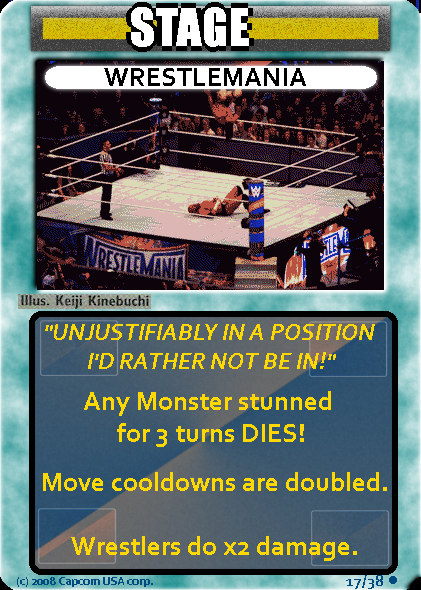 STAGE
WRESTLEMANIA
W
WRESTLEMANIA
Illus. Keiji Kinebuchi
"UNJUSTIFIABLY IN A POSITION
I'D RATHER NOT BE IN!"
Any Monster stunned
for 3 turns DIES!
Move cooldowns are doubled.
Wrestlers do x2 damage.
(c) 2008 Capcom USA corp.
17/38